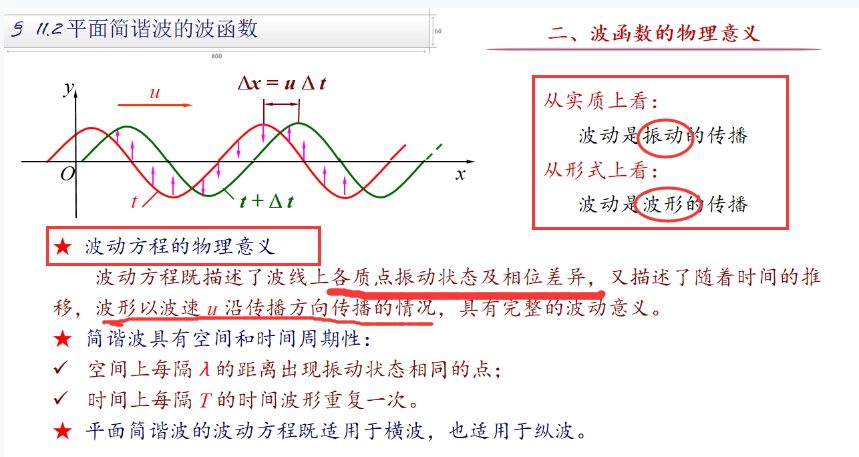 § 11.2平面简谐波的波函数
60
800
二、波函数的物理意义
y
u
Δx = u Δt
O
x
t
t + Δt
从实质上看：
波动是振动的传播
从形式上看：
波动是波形的传播
★ 波动方程的物理意义
波动方程既描述了波线上各质点振动状态及相位差异，又描述了随着时间的推
移，波形以波速 u 沿传播方向传播的情况，具有完整的波动意义。
★ 简谐波具有空间和时间周期性：
✓ 空间上每隔 λ 的距离出现振动状态相同的点；
✓ 时间上每隔 T 的时间波形重复一次。
★ 平面简谐波的波动方程既适用于横波，也适用于纵波。